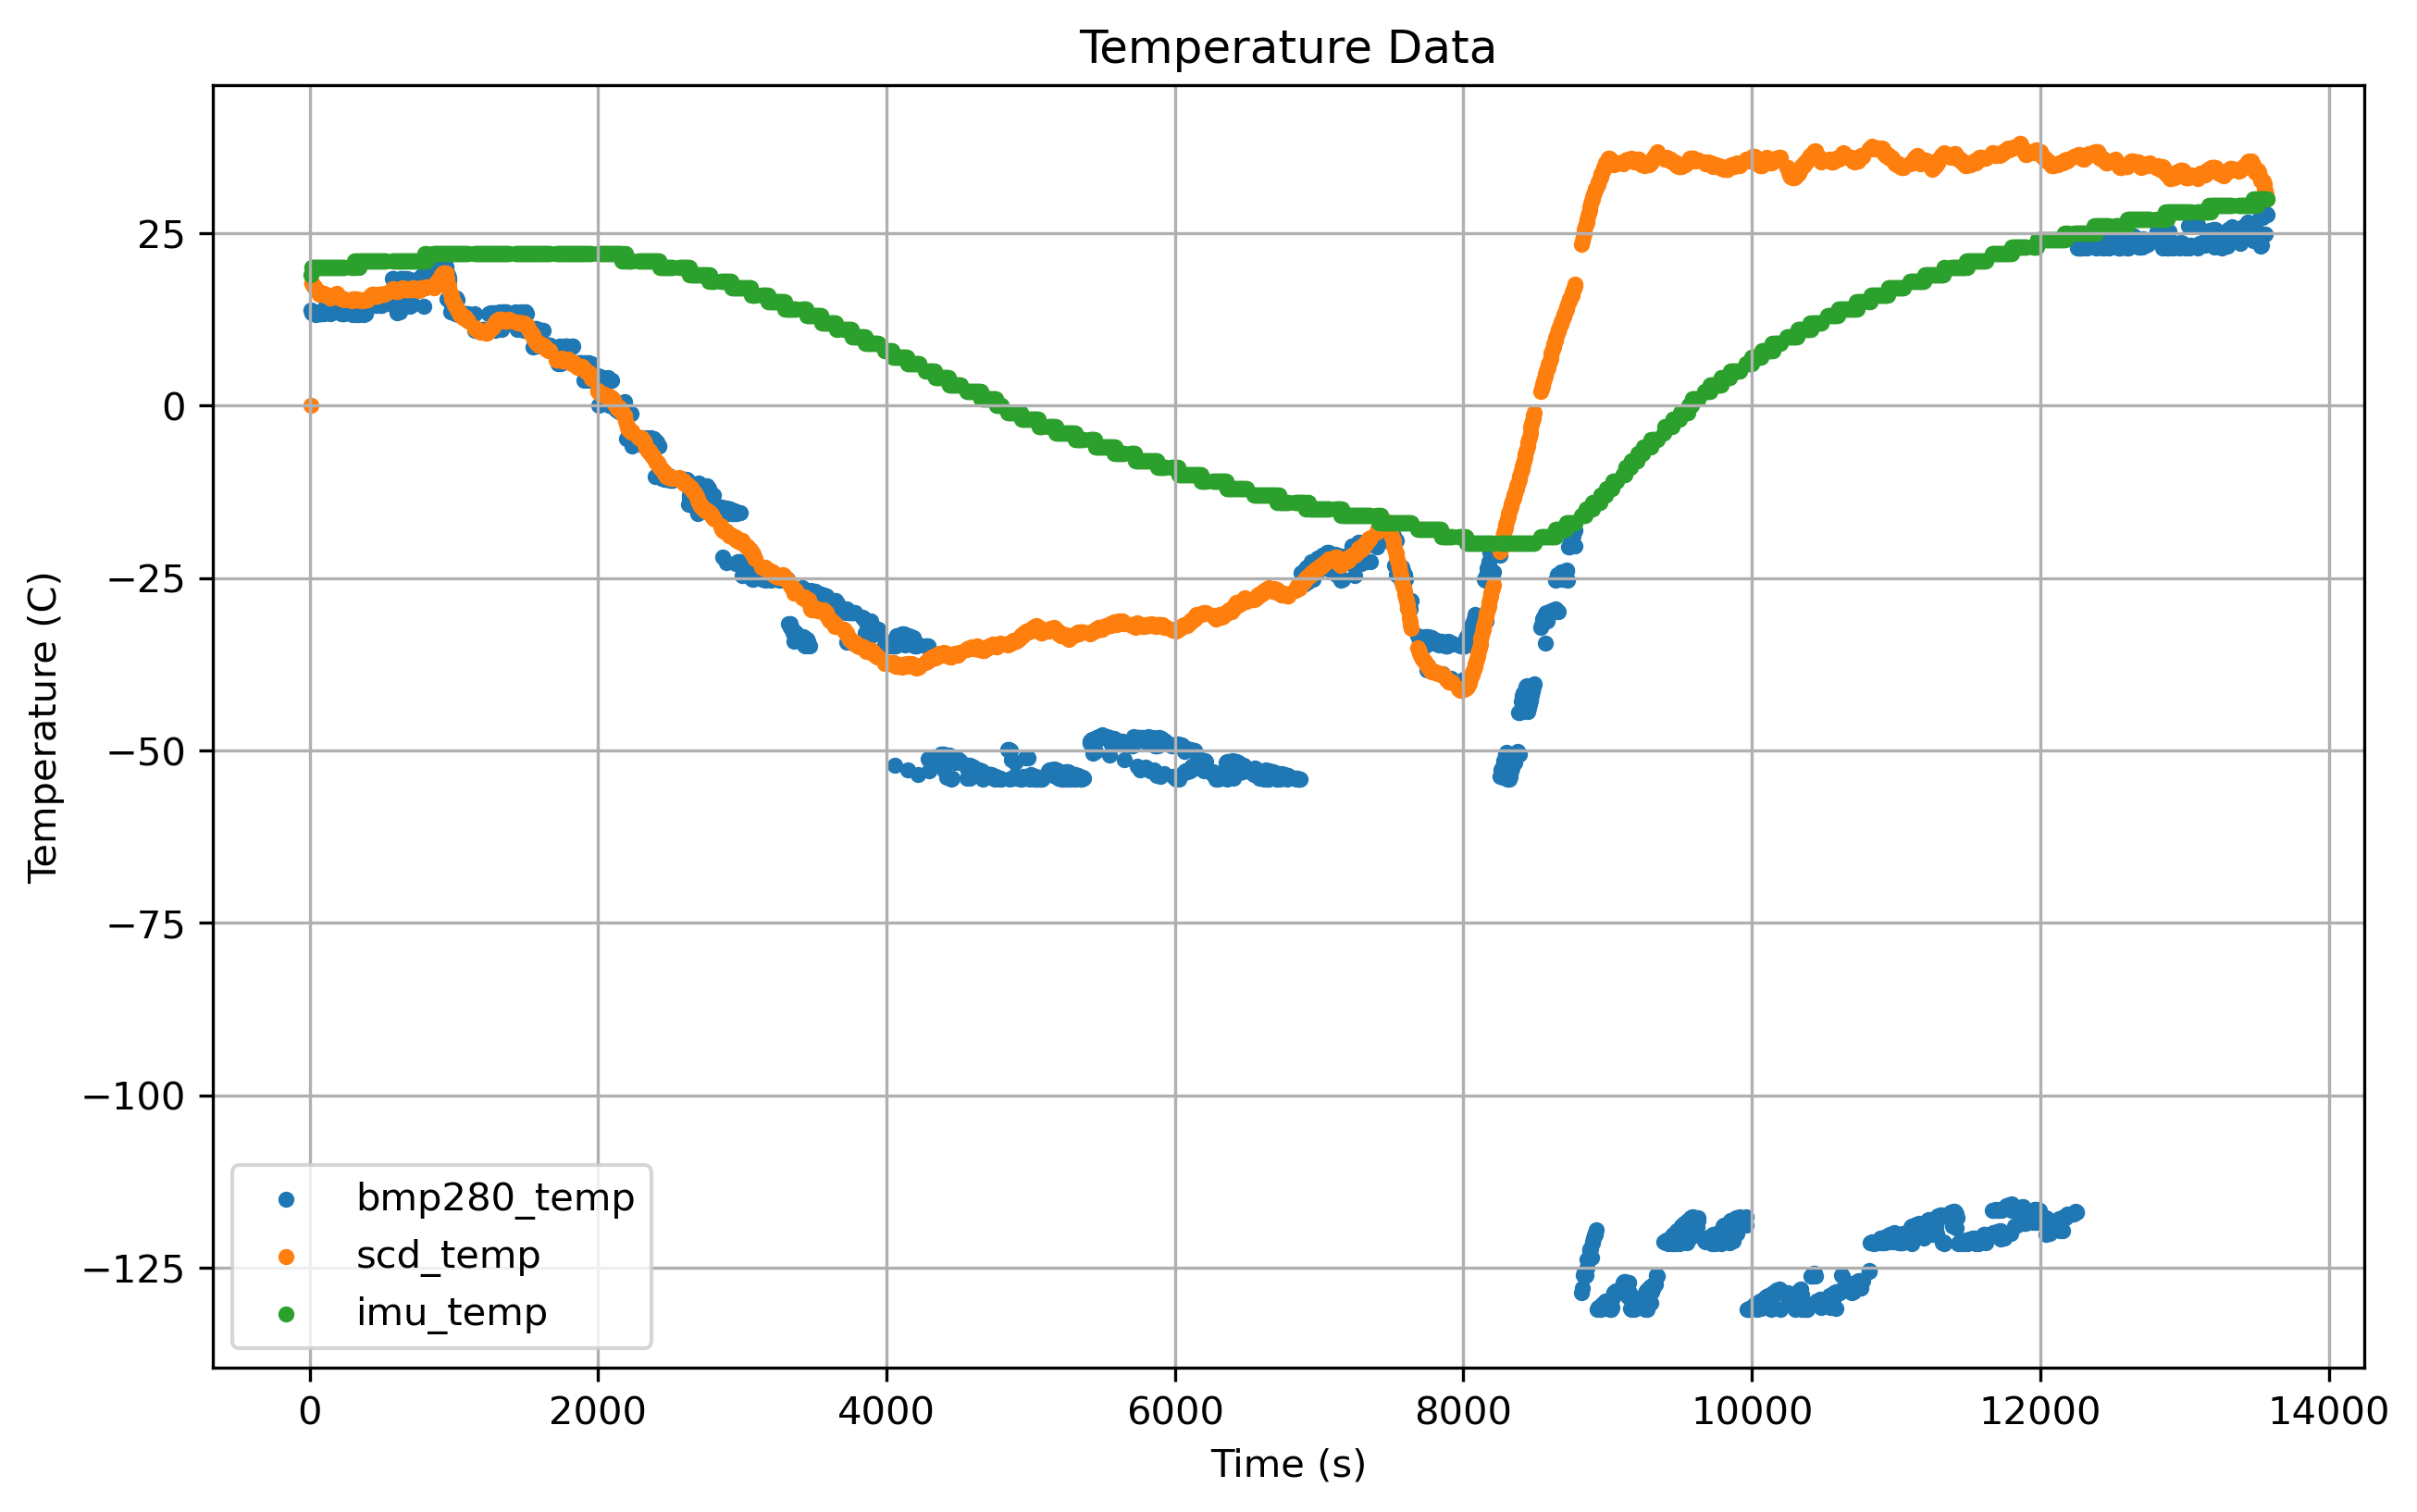 Temperature Data
Temperature (C)
25
0
−25
−50
−75
−100
−125
bmp280_temp
scd_temp
imu_temp
0 2000 4000 6000 8000 10000 12000 14000
Time (s)